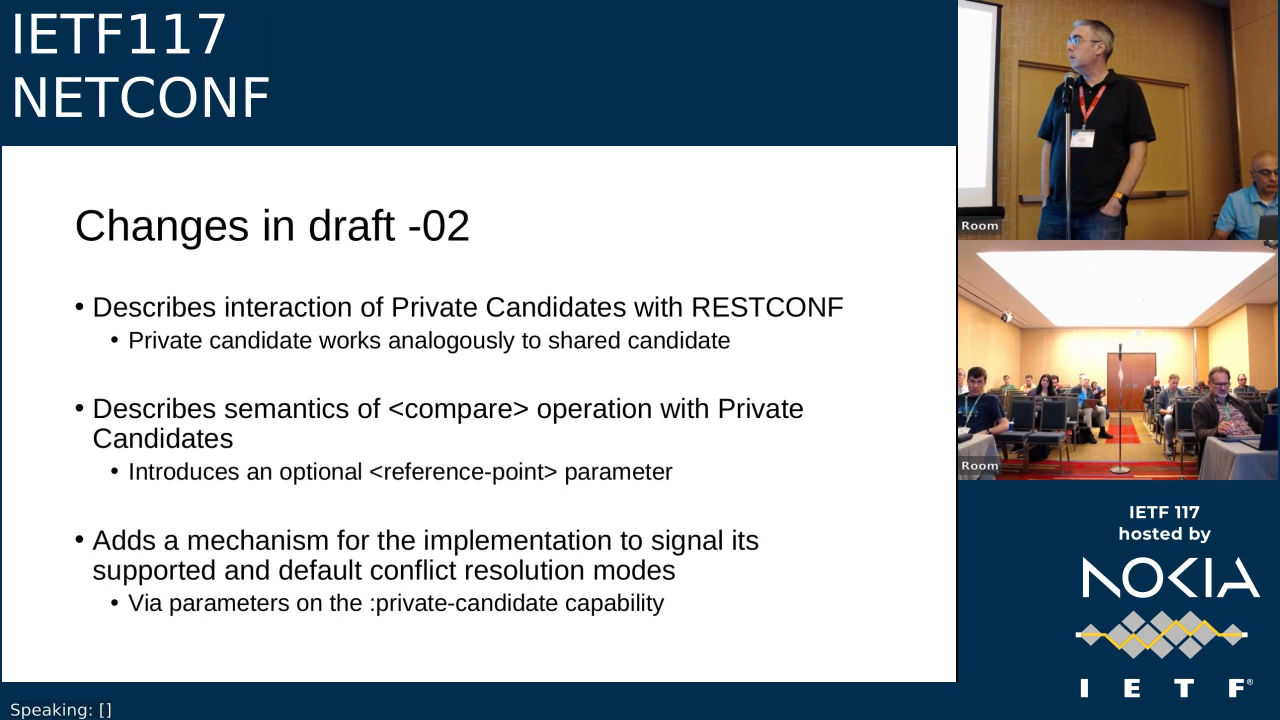 IETF117
NETCONF
Changes in draft -02
• Describes interaction of Private Candidates with RESTCONF
• Private candidate works analogously to shared candidate
• Describes semantics of <compare> operation with Private
Candidates
• Introduces an optional <reference-point> parameter
• Adds a mechanism for the implementation to signal its
supported and default conflict resolution modes
• Via parameters on the :private-candidate capability
Speaking: []
Room
Room
IETF 117
hosted by
NOKIA
I E T F®